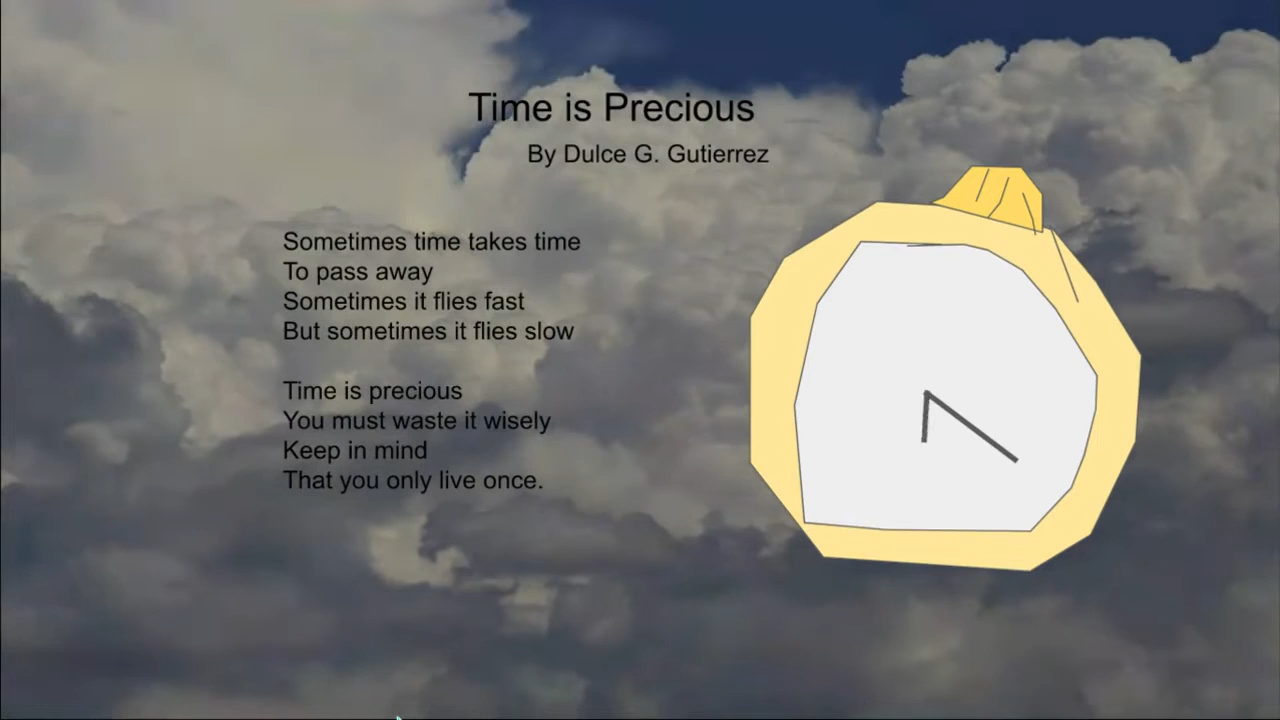 Time is Precious
By Dulce G. Gutierrez
Sometimes time takes time
To pass away
Sometimes it flies fast
But sometimes it flies slow
Time is precious
You must waste it wisely
Keep in mind
That you only live once.